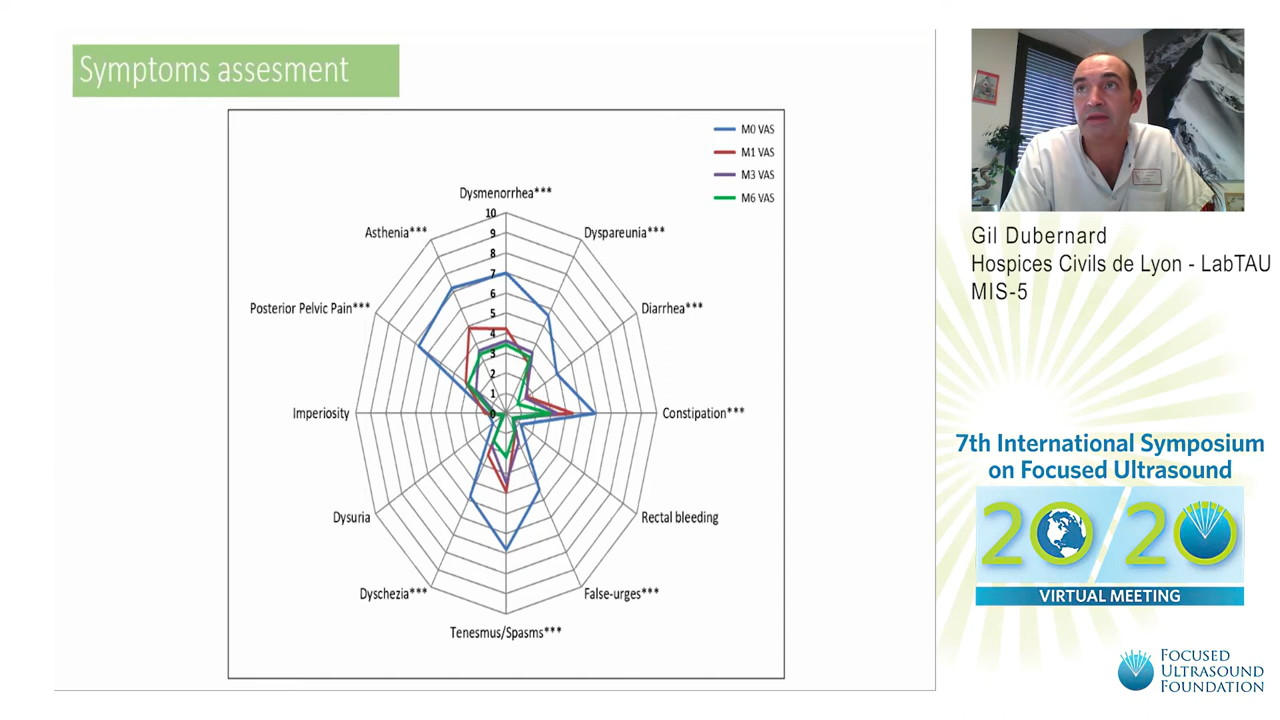 Symptoms assesment
M0 VAS
M1 VAS
M3 VAS
M6 VAS
Dysmenorrhea***
Asthenia***
Dyspareunia***
Posterior Pelvic Pain***
Diarrhea***
Imperiosity
Constipation***
Dysuria
Rectal bleeding
Dyschezia***
False-urges***
Tenesmus/Spasms***
10
9
8
7
6
5
4
3
2
1
0
Gil Dubernard
Hospices Civils de Lyon - LabTAU
MIS-5
7th International Symposium
on Focused Ultrasound
20/20
VIRTUAL MEETING
FOCUSED
ULTRASOUND
FOUNDATION